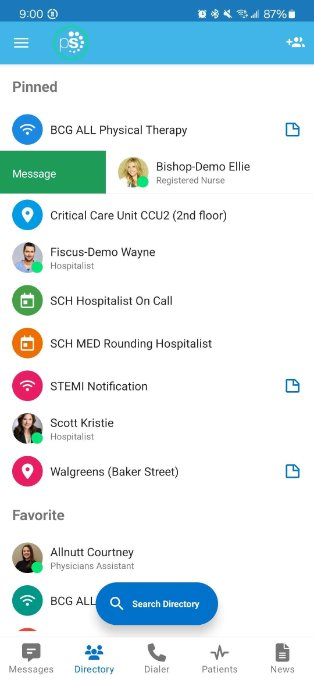 9:00
87%
ps
Pinned
BCG ALL Physical Therapy
Message
Bishop-Demo Ellie
Registered Nurse
Critical Care Unit CCU2 (2nd floor)
Fiscus-Demo Wayne
Hospitalist
SCH Hospitalist On Call
SCH MED Rounding Hospitalist
STEMI Notification
Scott Kristie
Hospitalist
Walgreens (Baker Street)
Favorite
Allnutt Courtney
Physicians Assistant
BCG ALL
Search Directory
Messages
Directory
Dialer
Patients
News